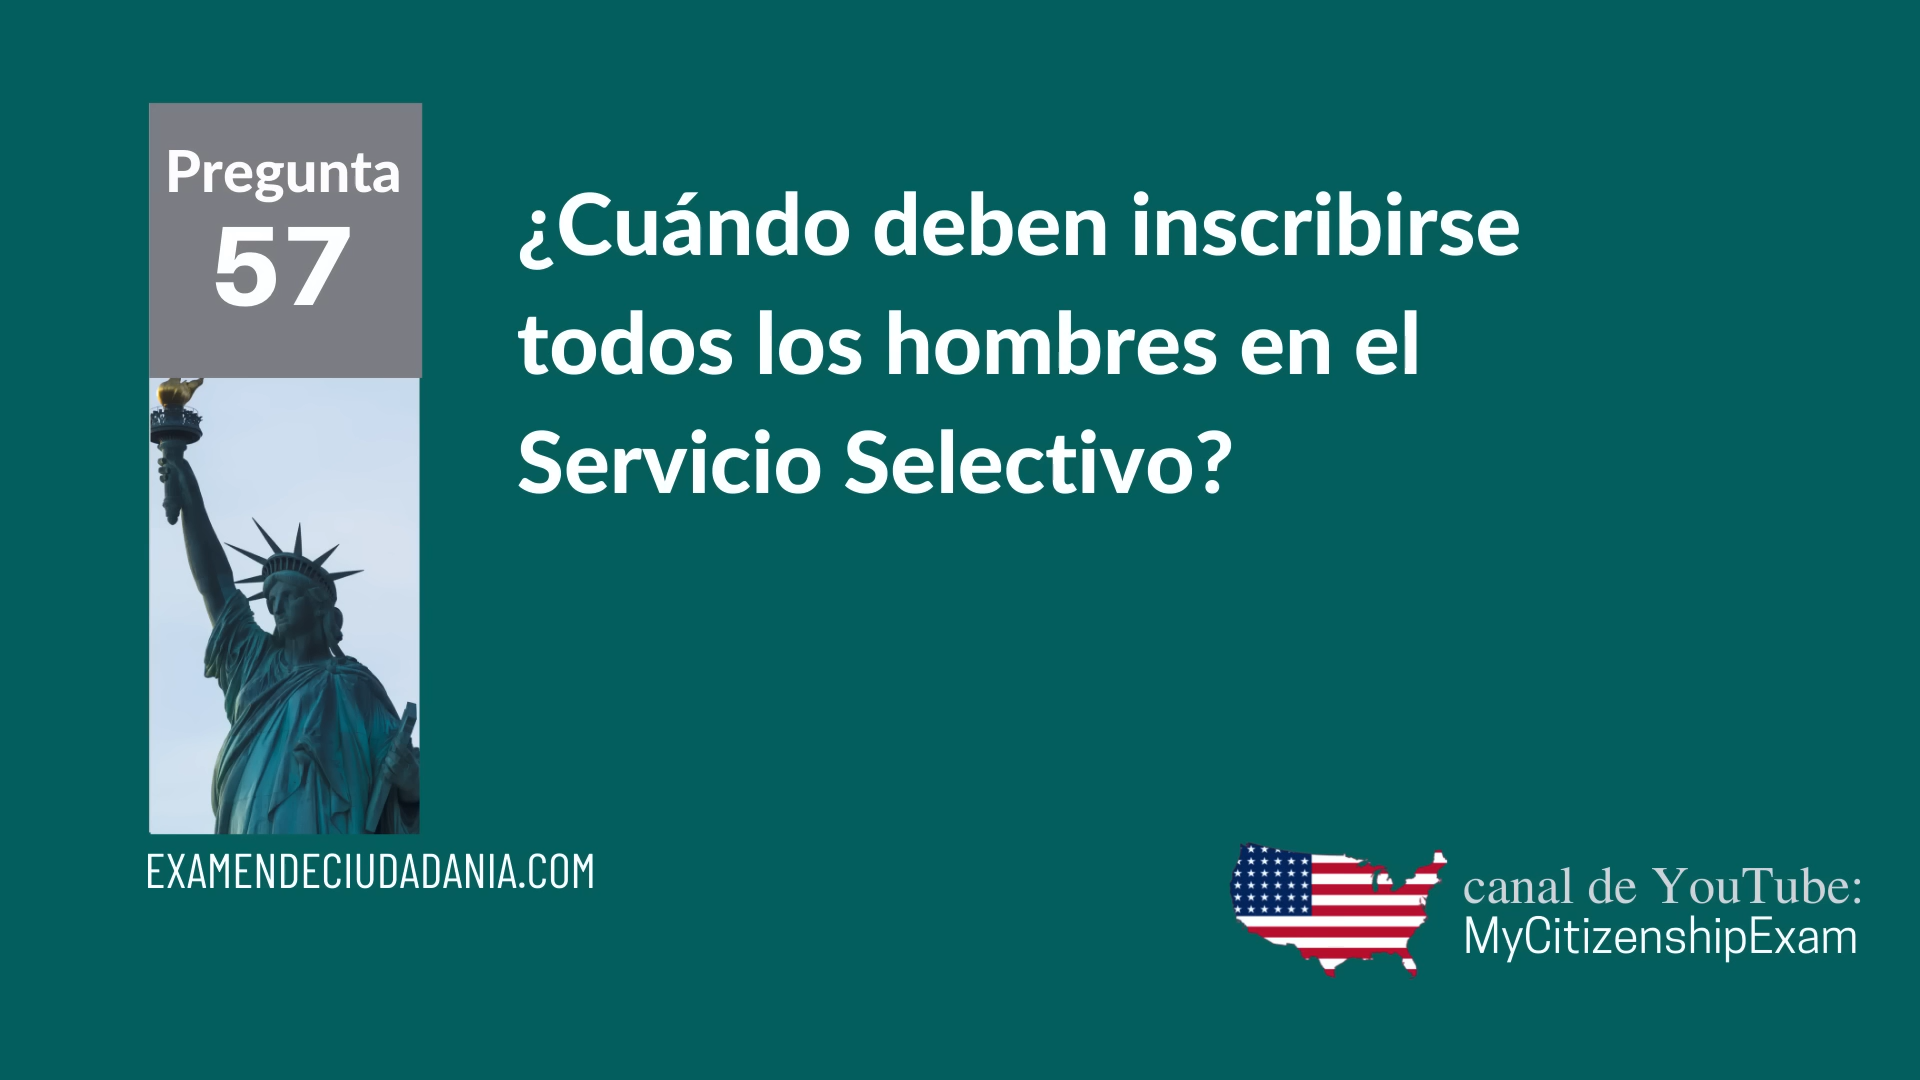 Pregunta
57
¿Cuándo deben inscribirse
todos los hombres en el
Servicio Selectivo?
EXAMENDECIUDADANIA.COM
canal de YouTube:
MyCitizenshipExam